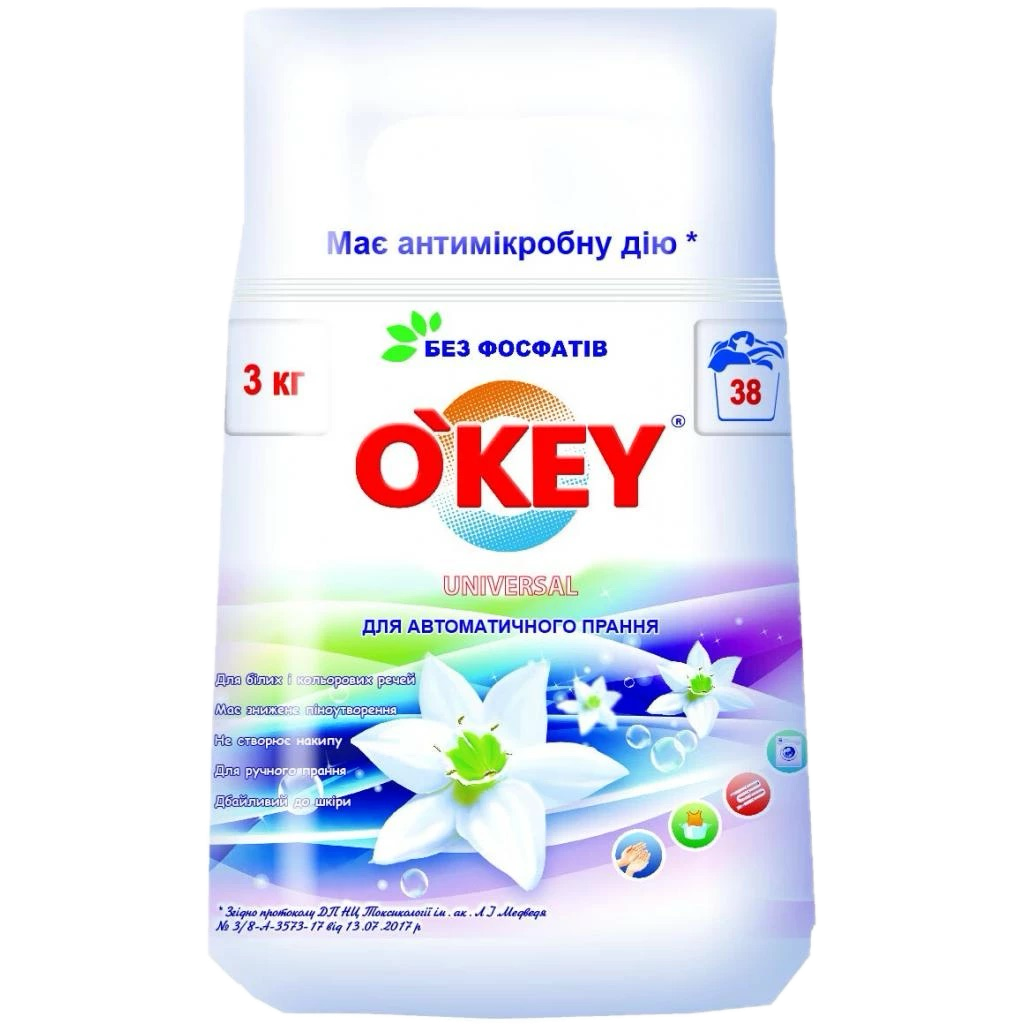 Має антимікробну дію *
БЕЗ ФОСФАТІВ
3 кг
38
O`KEY ®
UNIVERSAL
ДЛЯ АВТОМАТИЧНОГО ПРАННЯ
Для білих і кольорових речей
Має знижене піноутворення
Не створює накипу
Для ручного прання
Дбайливий до шкіри
* Згідно протоколу ДП НЦ Токсикології ім. ак. Л І Медведя
№ 3/8-А-3573-17 від 13.07.2017 р